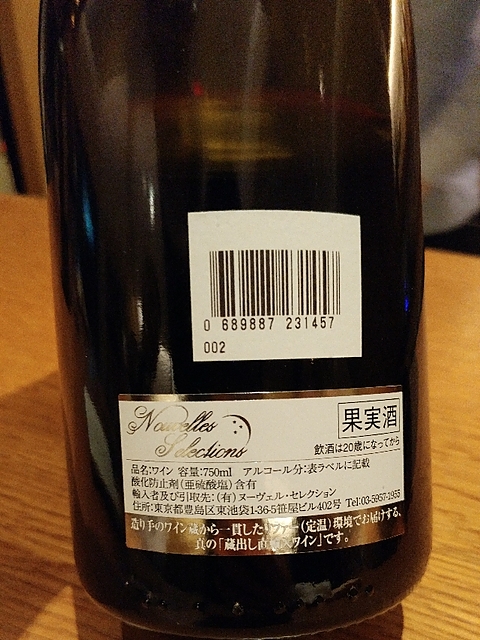 0 689887 231457
002
Nouvelles
Selections
果実酒
飲酒は20歳になってから
品名:ワイン 容量:750ml アルコール分:表ラベルに記載
酸化防止剤(亜硫酸塩)含有
輸入者及び引取先:(有)ヌーヴェル・セレクション
住所:東京都豊島区東池袋1-36-5笹屋ビル402号 Tel:03-5957-1955
造り手のワイン蔵から一貫したリーファー(定温)環境でお届けする、
真の「蔵出し直送ワイン」です。